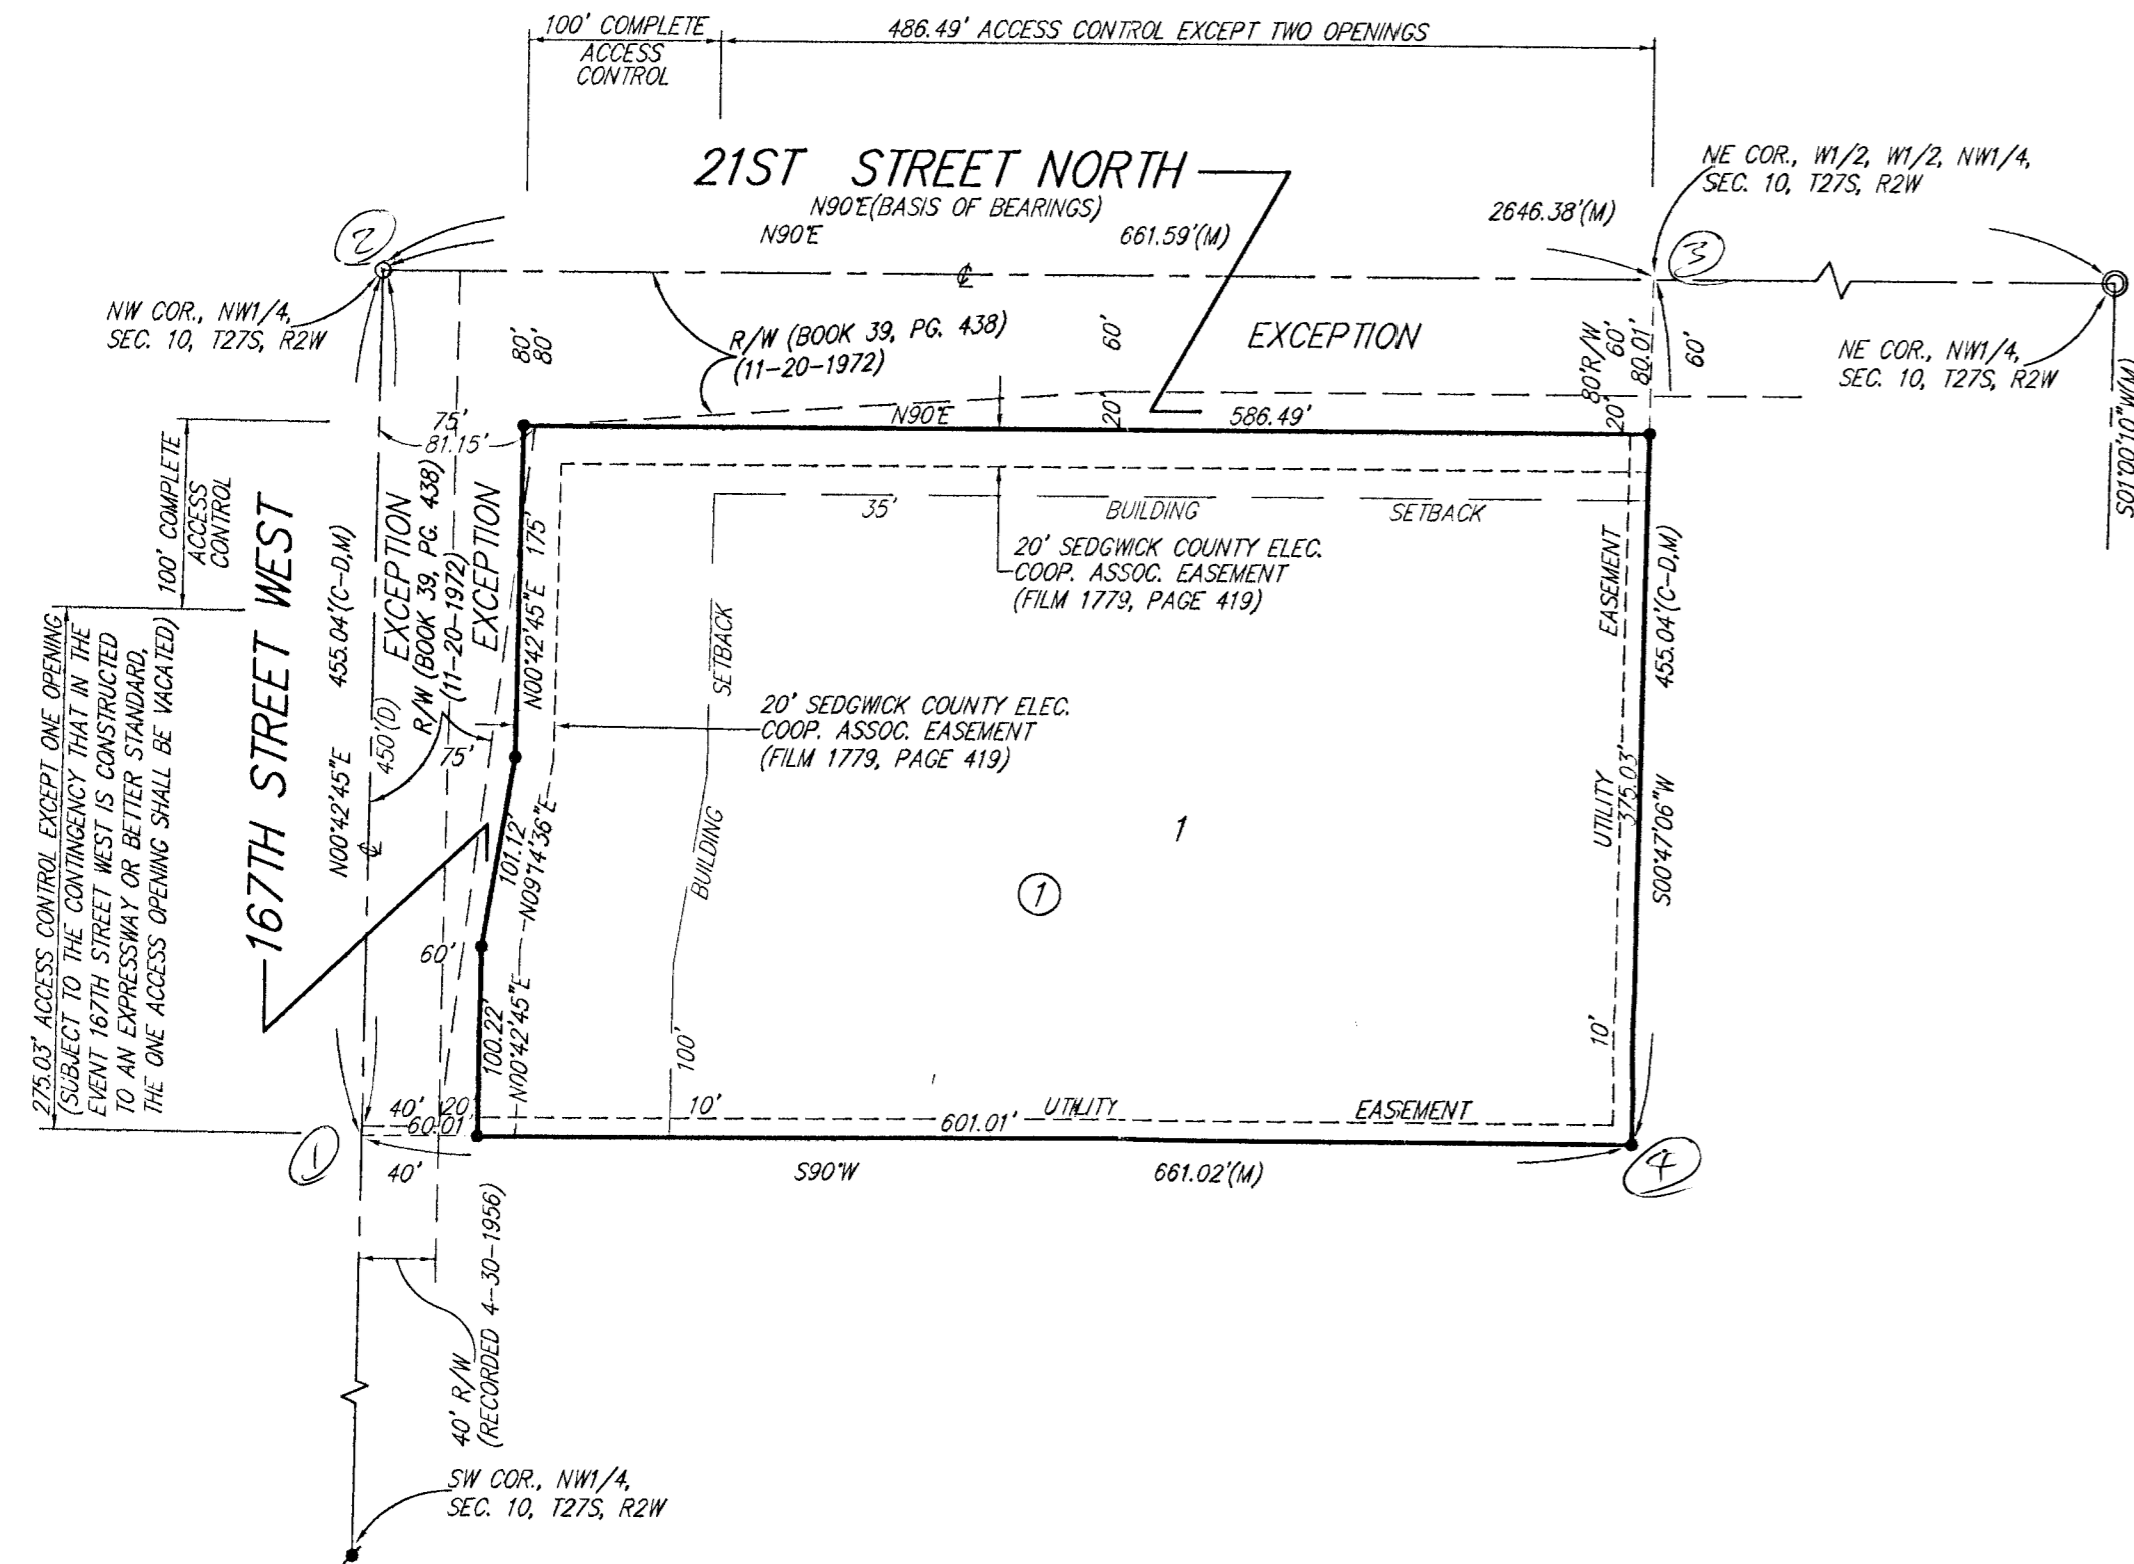 100' COMPLETE
ACCESS
CONTROL
486.49' ACCESS CONTROL EXCEPT TWO OPENINGS
21ST STREET NORTH
N90°E(BASIS OF BEARINGS)
N90°E
661.59'(M)
2646.38'(M)
NE COR., W1/2, W1/2, NW1/4,
SEC. 10, T27S, R2W
2
3
NW COR., NW1/4,
SEC. 10, T27S, R2W
℄
R/W (BOOK 39, PG. 438)
(11-20-1972)
80'
80'
60'
EXCEPTION
80'R/W
60'
80.01'
60'
NE COR., NW1/4,
SEC. 10, T27S, R2W
S01°00'10"W(M)
75'
81.15'
N90°E
20'
586.49'
20'
100' COMPLETE
ACCESS
CONTROL
167TH STREET WEST
455.04'(C-D,M)
N00°42'45"E
℄
450'(D)
EXCEPTION
R/W (BOOK 39, PG. 438)
(11-20-1972)
EXCEPTION
N00°42'45"E 175'
75'
35'
BUILDING
SETBACK
20' SEDGWICK COUNTY ELEC.
COOP. ASSOC. EASEMENT
(FILM 1779, PAGE 419)
SETBACK
BUILDING
20' SEDGWICK COUNTY ELEC.
COOP. ASSOC. EASEMENT
(FILM 1779, PAGE 419)
EASEMENT
UTILITY
375.03'
455.04'(C-D,M)
S00°47'06"W
275.03' ACCESS CONTROL EXCEPT ONE OPENING
(SUBJECT TO THE CONTINGENCY THAT IN THE
EVENT 167TH STREET WEST IS CONSTRUCTED
TO AN EXPRESSWAY OR BETTER STANDARD,
THE ONE ACCESS OPENING SHALL BE VACATED)
101.12'
N09°14'36"E
1
1
60'
100.22'
N00°42'45"E
100'
10'
40'
20'
60.01'
10'
601.01'
UTILITY
EASEMENT
1
40'
S90°W
661.02'(M)
4
40' R/W
(RECORDED 4-30-1956)
SW COR., NW1/4,
SEC. 10, T27S, R2W